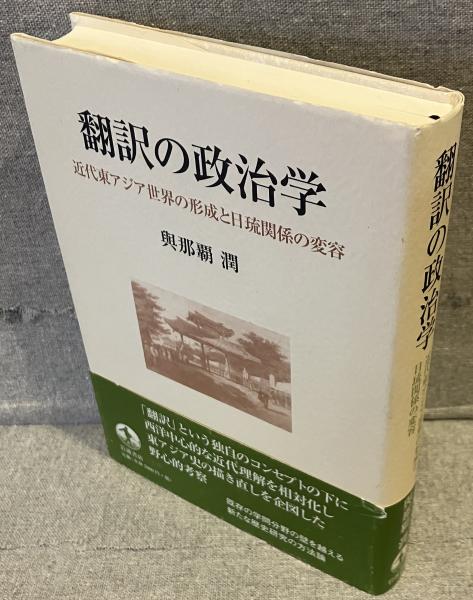 翻訳の政治学
近代東アジア世界の形成と日琉関係の変容
與那覇 潤
「翻訳」という独自のコンセプトの下に
西洋中心的な近代理解を相対化し
東アジア史の描き直しを企図した
野心的考察
既存の学問分野の壁を越える
新たな歴史研究の方法論
岩波書店
翻訳の政治学
日琉関係の変容